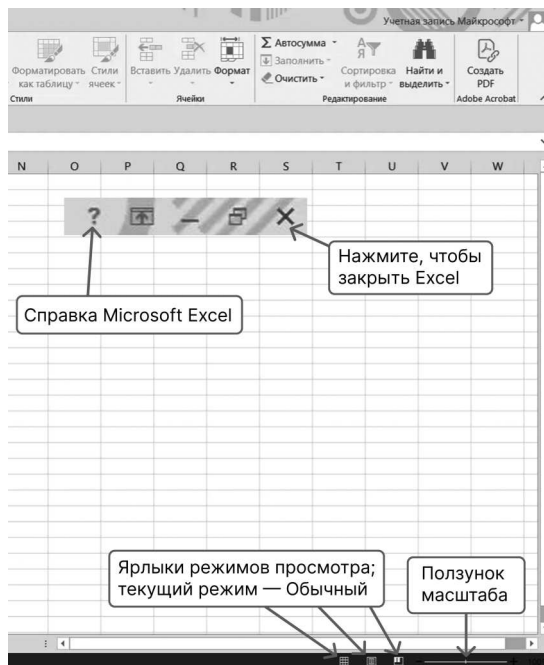 Учетная запись Майкрософт
Форматировать как таблицу
Стили ячеек
Вставить Удалить Формат
Σ Автосумма
Заполнить
Очистить
Сортировка и фильтр
Найти и выделить
Создать PDF
Стили
Ячейки
Редактирование
Adobe Acrobat
N O P Q R S T U V W
?
Нажмите, чтобы
закрыть Excel
Справка Microsoft Excel
Ярлыки режимов просмотра;
текущий режим — Обычный
Ползунок
масштаба